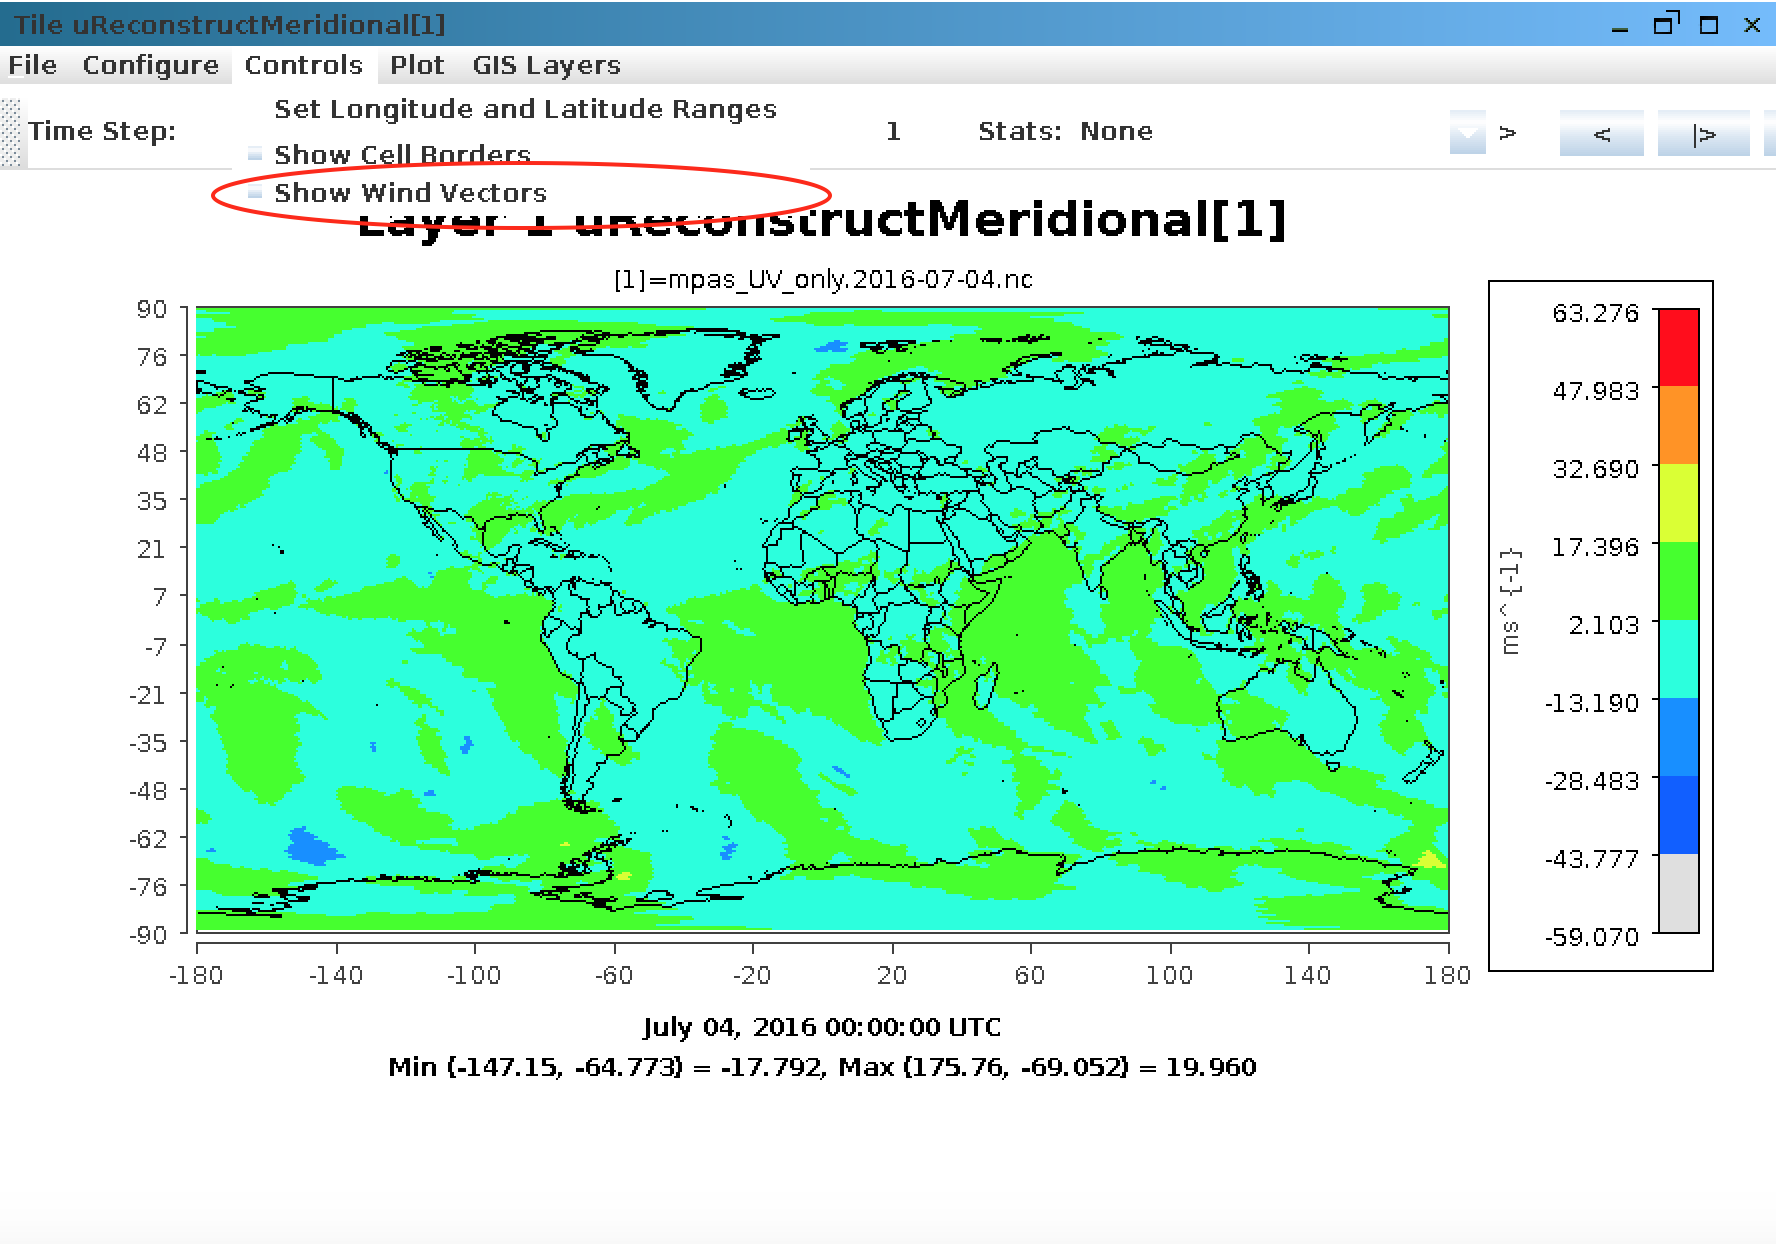 Tile uReconstructMeridional[1]
File Configure Controls Plot GIS Layers
Set Longitude and Latitude Ranges
Time Step: 1 Stats: None > < |>
Show Cell Borders
Show Wind Vectors
Layer 1 uReconstructMeridional[1]
[1]=mpas_UV_only.2016-07-04.nc
90
76
62
48
35
21
7
-7
-21
-35
-48
-62
-76
-90
-180 -140 -100 -60 -20 20 60 100 140 180
63.276
47.983
32.690
17.396
2.103
-13.190
-28.483
-43.777
-59.070
ms^{-1}
July 04, 2016 00:00:00 UTC
Min (-147.15, -64.773) = -17.792, Max (175.76, -69.052) = 19.960